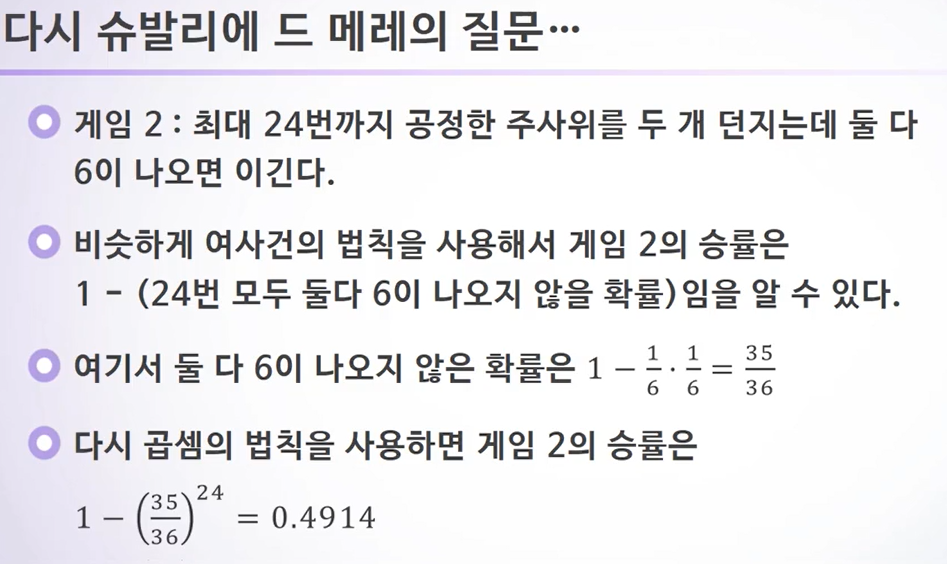 다시 슈발리에 드 메레의 질문…
게임 2 : 최대 24번까지 공정한 주사위를 두 개 던지는데 둘 다
6이 나오면 이긴다.
비슷하게 여사건의 법칙을 사용해서 게임 2의 승률은
1 - (24번 모두 둘다 6이 나오지 않을 확률)임을 알 수 있다.
여기서 둘 다 6이 나오지 않은 확률은 1 − 1/6 · 1/6 = 35/36
다시 곱셈의 법칙을 사용하면 게임 2의 승률은
1 − (35/36)^24 = 0.4914